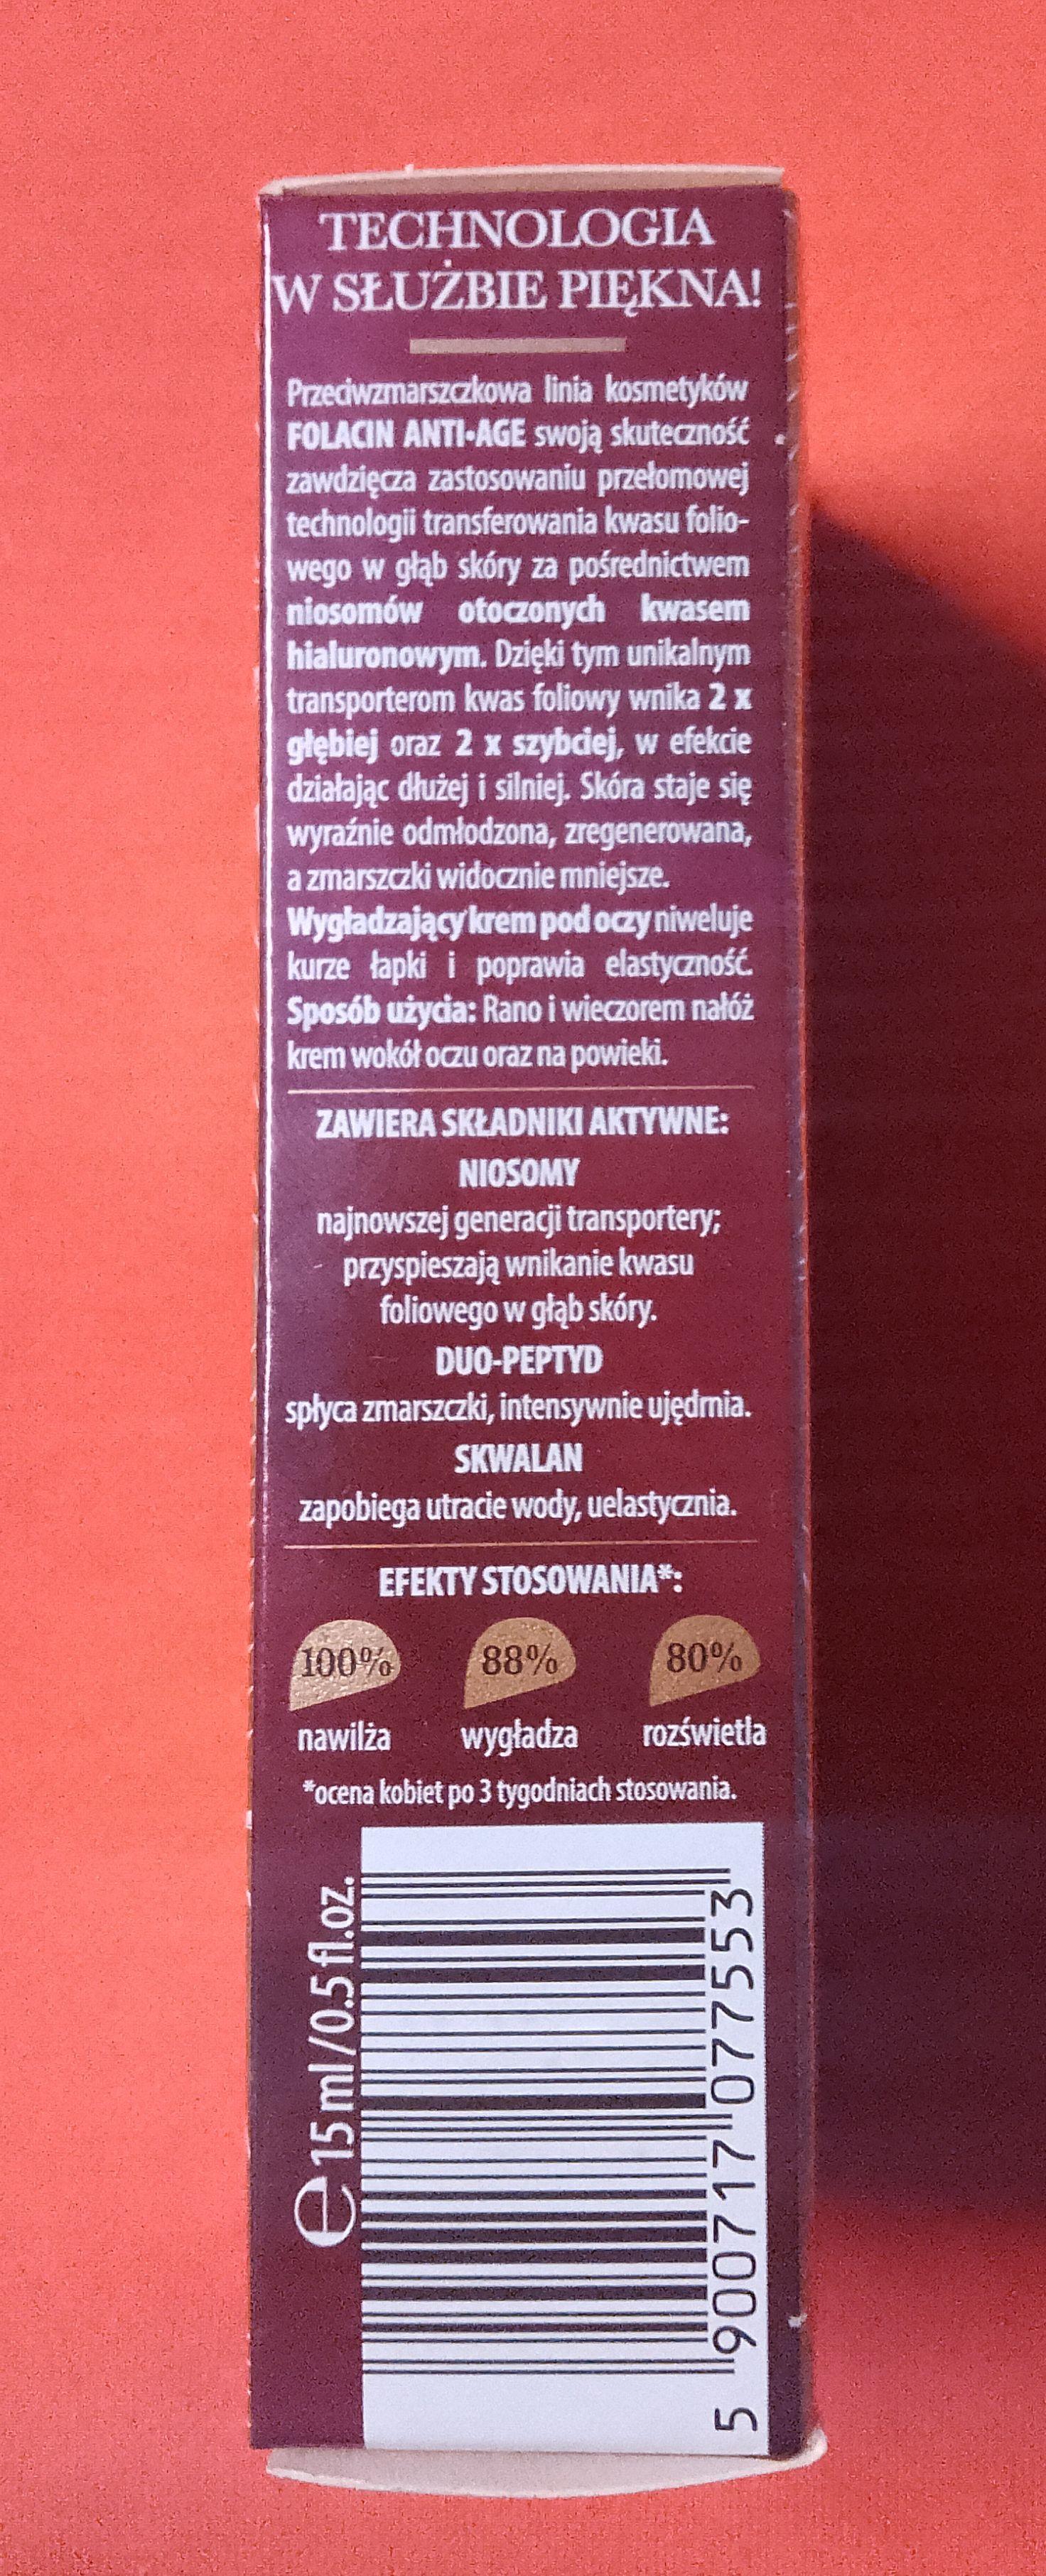 TECHNOLOGIA
W SŁUŻBIE PIĘKNA!
Przeciwzmarszczkowa linia kosmetyków
FOLACIN ANTI•AGE swoją skuteczność
zawdzięcza zastosowaniu przełomowej
technologii transferowania kwasu folio-
wego w głąb skóry za pośrednictwem
niosomów otoczonych kwasem
hialuronowym. Dzięki tym unikalnym
transporterom kwas foliowy wnika 2 x
głębiej oraz 2 x szybciej, w efekcie
działając dłużej i silniej. Skóra staje się
wyraźnie odmłodzona, zregenerowana,
a zmarszczki widocznie mniejsze.
Wygładzający krem pod oczy niweluje
kurze łapki i poprawia elastyczność.
Sposób użycia: Rano i wieczorem nałóż
krem wokół oczu oraz na powieki.
ZAWIERA SKŁADNIKI AKTYWNE:
NIOSOMY
najnowszej generacji transportery;
przyspieszają wnikanie kwasu
foliowego w głąb skóry.
DUO-PEPTYD
spłyca zmarszczki, intensywnie ujędrnia.
SKWALAN
zapobiega utracie wody, uelastycznia.
EFEKTY STOSOWANIA*:
100% 88% 80%
nawilża wygładza rozświetla
*ocena kobiet po 3 tygodniach stosowania.
℮ 15 ml/0.5 fl.oz.
5 900717 077553